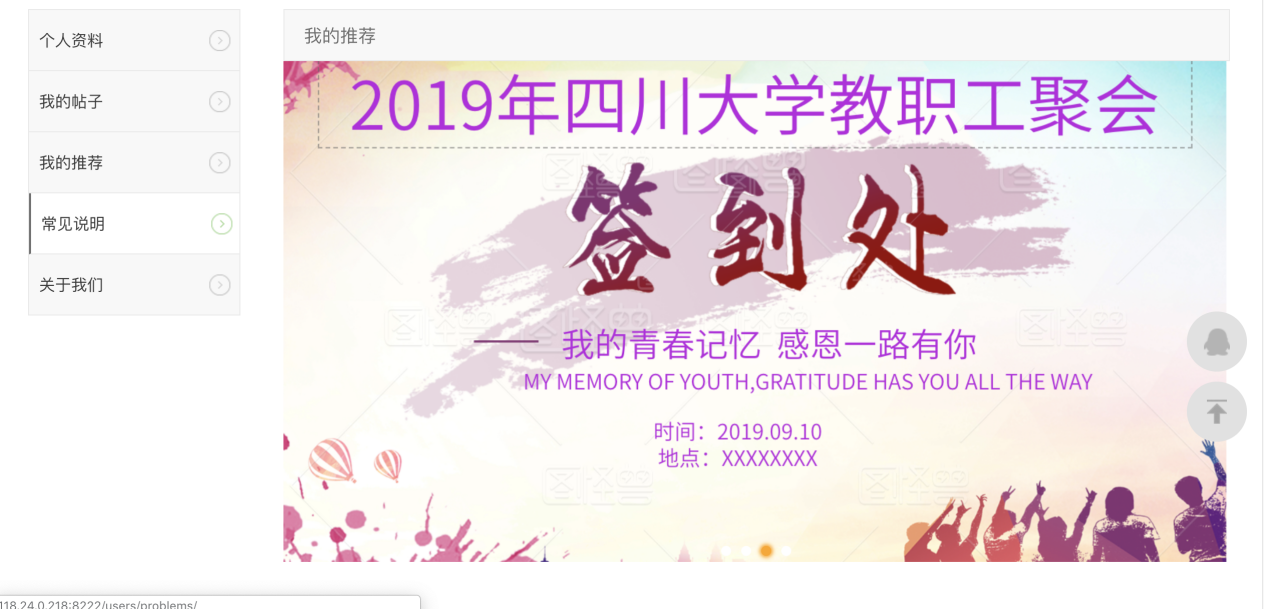 个人资料
我的帖子
我的推荐
常见说明
关于我们
我的推荐
2019年四川大学教职工聚会
签到处
我的青春记忆 感恩一路有你
MY MEMORY OF YOUTH,GRATITUDE HAS YOU ALL THE WAY
时间：2019.09.10
地点：XXXXXXXX
118.24.0.218:8222/users/problems/